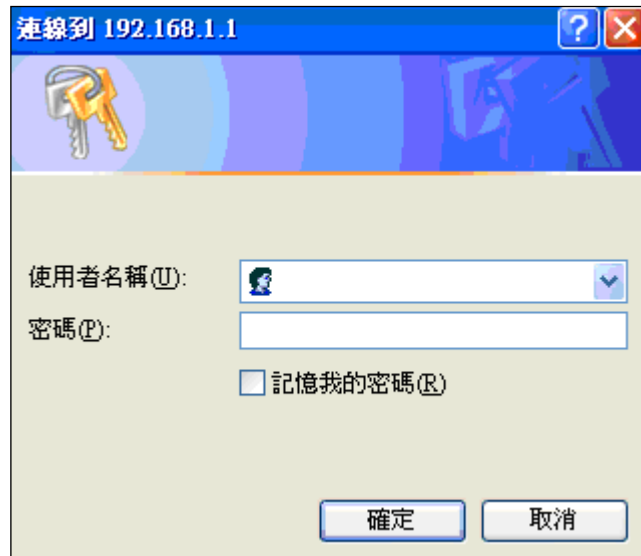 連線到 192.168.1.1
使用者名稱(U):
密碼(P):
記憶我的密碼(R)
確定 取消